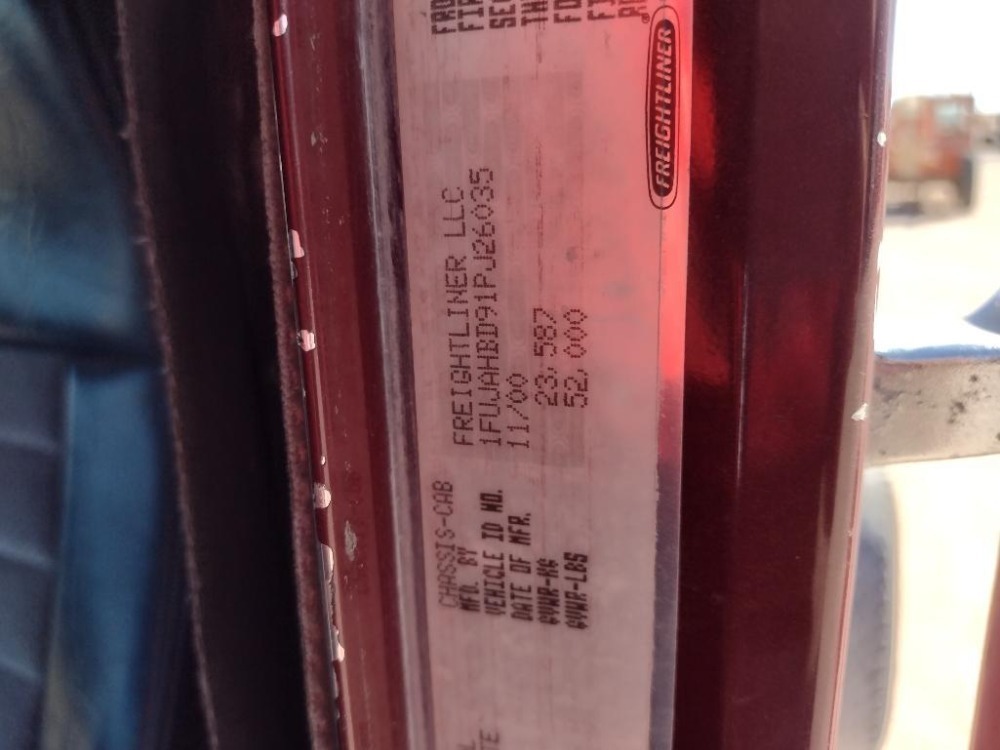 CHASSIS-CAB
MFD. BY FREIGHTLINER LLC
VEHICLE ID NO. 1FUJAHBD91PJ26035
DATE OF MFR. 11/00
GVWR-KG 23,587
GVWR-LBS 52,000
FREIGHTLINER